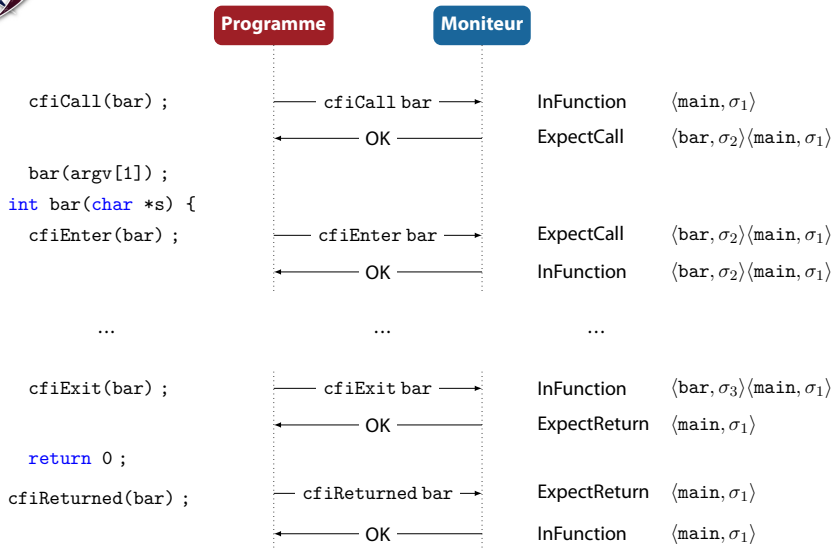 Programme Moniteur
cfiCall(bar) ; cfiCall bar InFunction ⟨main, σ₁⟩
OK ExpectCall ⟨bar, σ₂⟩⟨main, σ₁⟩
bar(argv[1]) ;
int bar(char *s) {
cfiEnter(bar) ; cfiEnter bar ExpectCall ⟨bar, σ₂⟩⟨main, σ₁⟩
OK InFunction ⟨bar, σ₂⟩⟨main, σ₁⟩
... ... ...
cfiExit(bar) ; cfiExit bar InFunction ⟨bar, σ₃⟩⟨main, σ₁⟩
OK ExpectReturn ⟨main, σ₁⟩
return 0 ;
cfiReturned(bar) ; cfiReturned bar ExpectReturn ⟨main, σ₁⟩
OK InFunction ⟨main, σ₁⟩